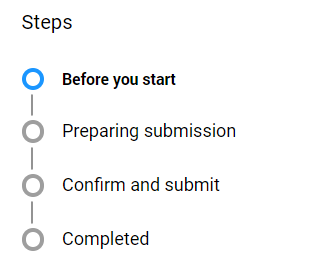 Steps
Before you start
Preparing submission
Confirm and submit
Completed